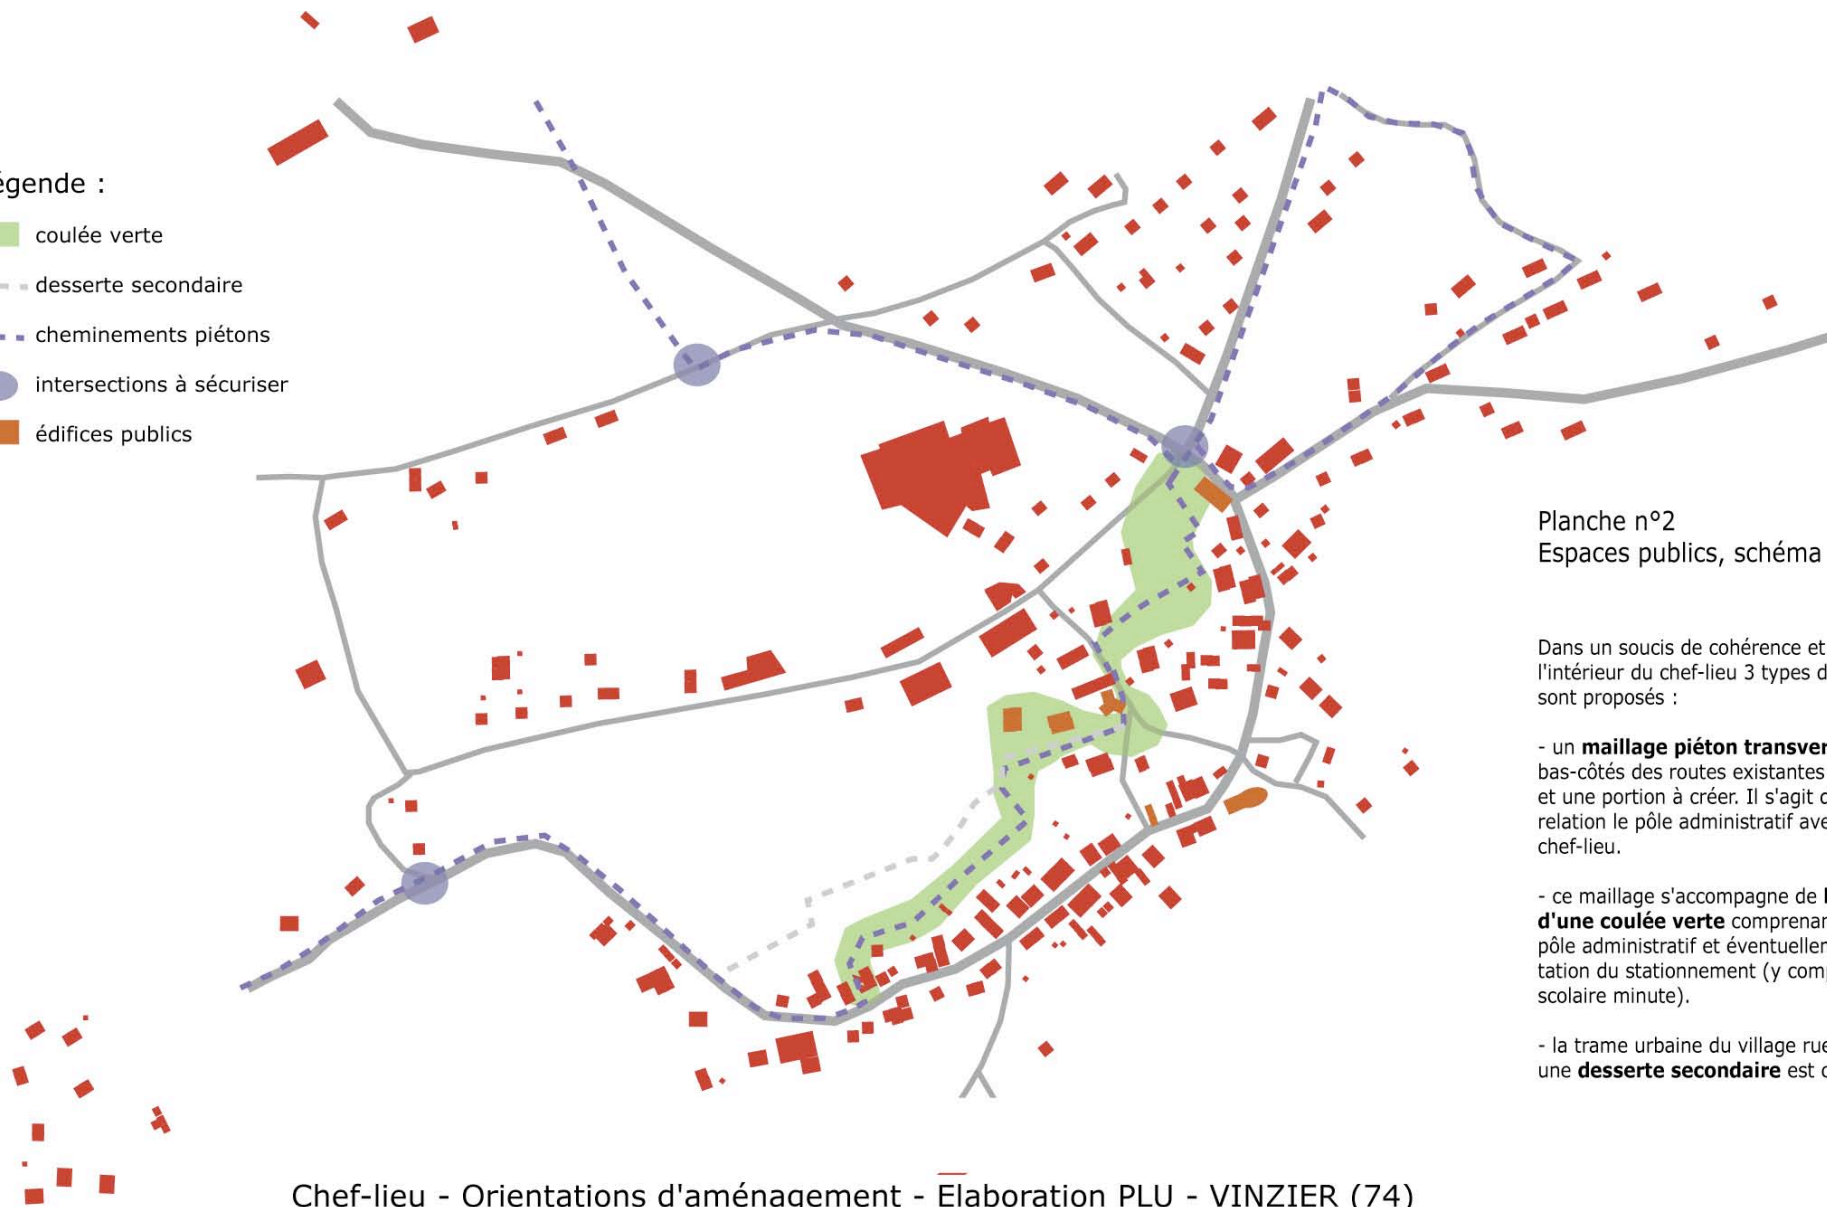 égende :
coulée verte
desserte secondaire
cheminements piétons
intersections à sécuriser
édifices publics
Planche n°2
Espaces publics, schéma
Dans un soucis de cohérence et
l'intérieur du chef-lieu 3 types d
sont proposés :
- un maillage piéton transver
bas-côtés des routes existantes
et une portion à créer. Il s'agit d
relation le pôle administratif ave
chef-lieu.
- ce maillage s'accompagne de l
d'une coulée verte comprenan
pôle administratif et éventueller
tation du stationnement (y comp
scolaire minute).
- la trame urbaine du village rue
une desserte secondaire est c
Chef-lieu - Orientations d'aménagement - Elaboration PLU - VINZIER (74)